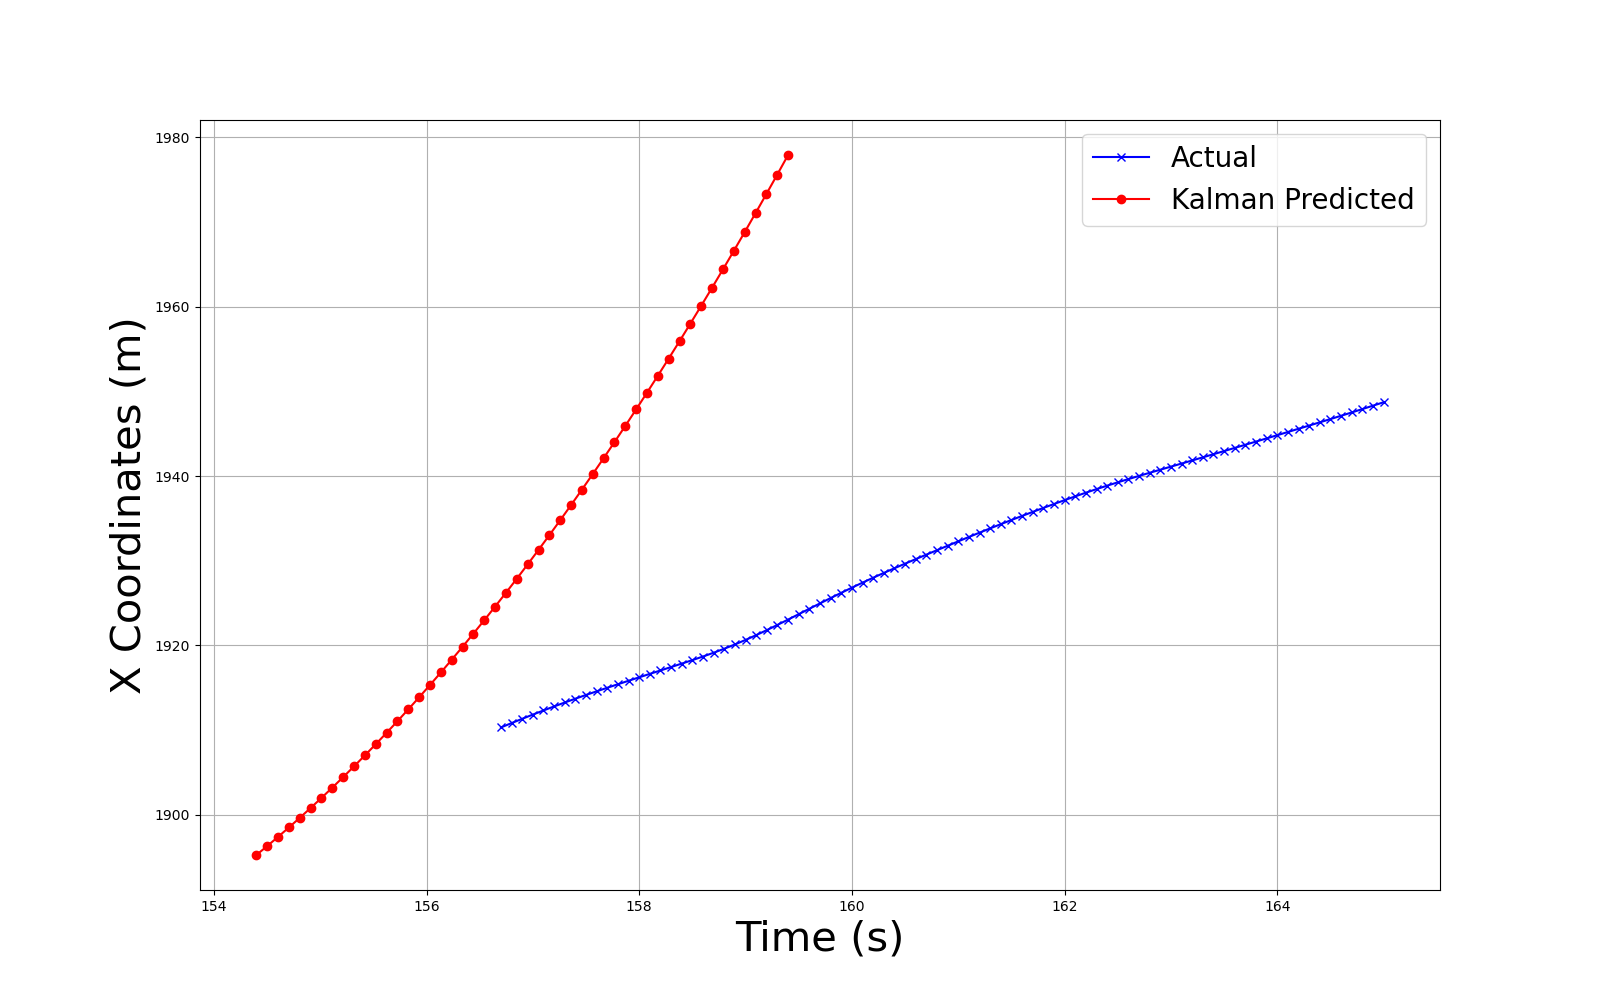 Actual
Kalman Predicted
X Coordinates (m)
1980
1960
1940
1920
1900
154 156 158 160 162 164
Time (s)